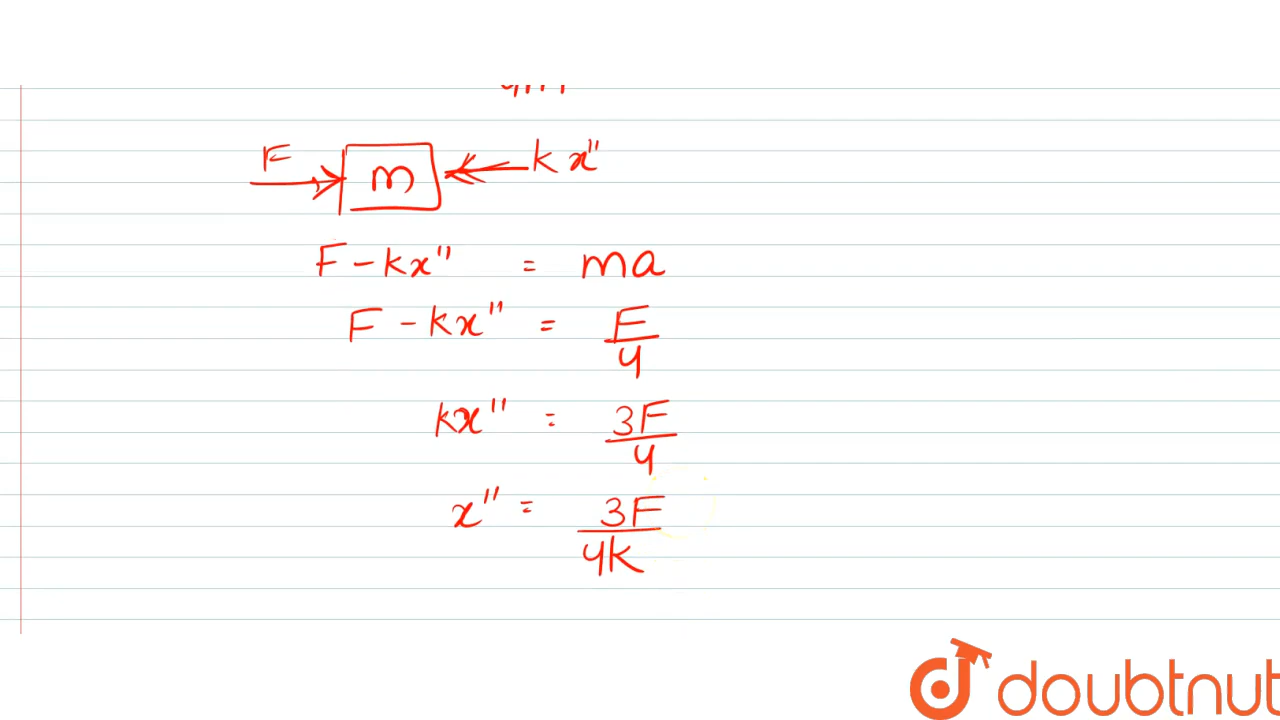 F m kx"
F - kx" = ma
F - kx" = F/4
kx" = 3F/4
x" = 3F/4k
doubtnut